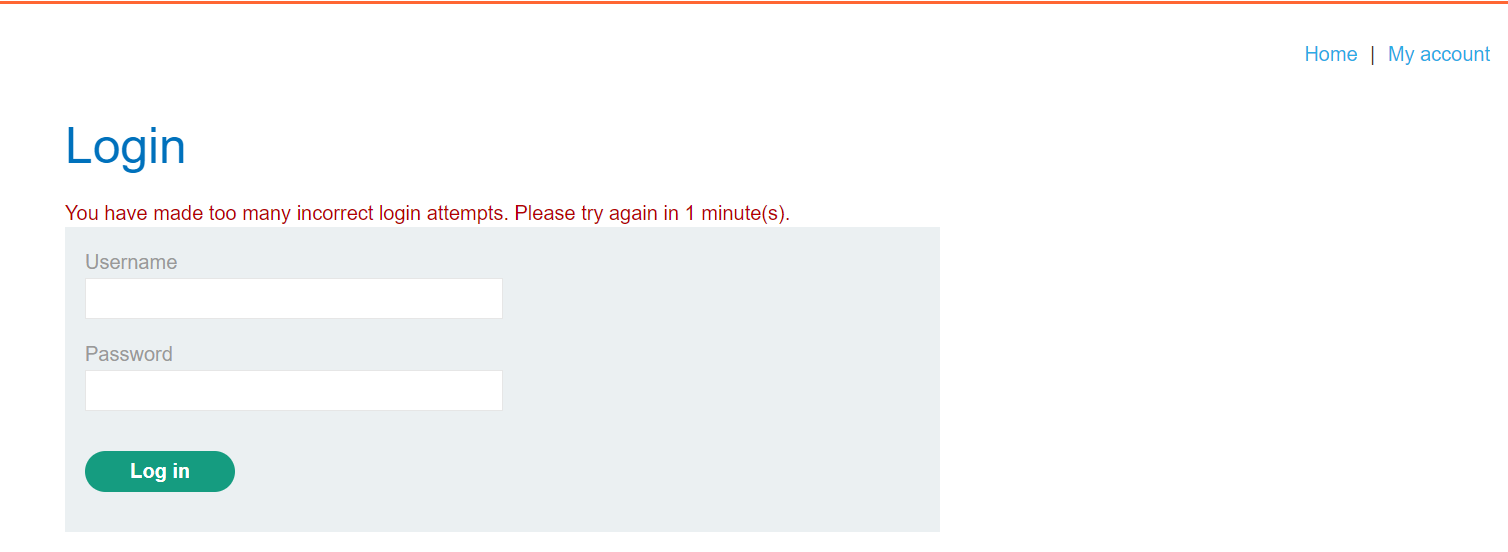 Home | My account
Login
You have made too many incorrect login attempts. Please try again in 1 minute(s).
Username
Password
Log in